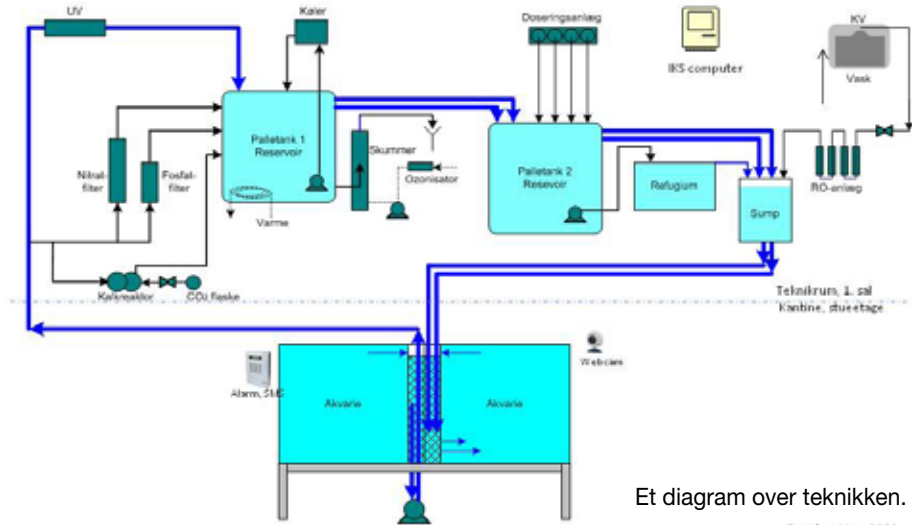 UV
Køler
Doseringsanlæg
KV
IKS computer
Vask
Palletank 1
Reservoir
Skummer
Nitrat-
filter
Fosfat-
filter
Ozonisator
Varme
Palletank 2
Resevoir
Refugium
RO-anlæg
Sump
Kalkreaktor
CO2 flaske
Teknikrum, 1. sal
Kantine, stueetage
Webcam
Alarm, SMS
Akvarie
Akvarie
Et diagram over teknikken.